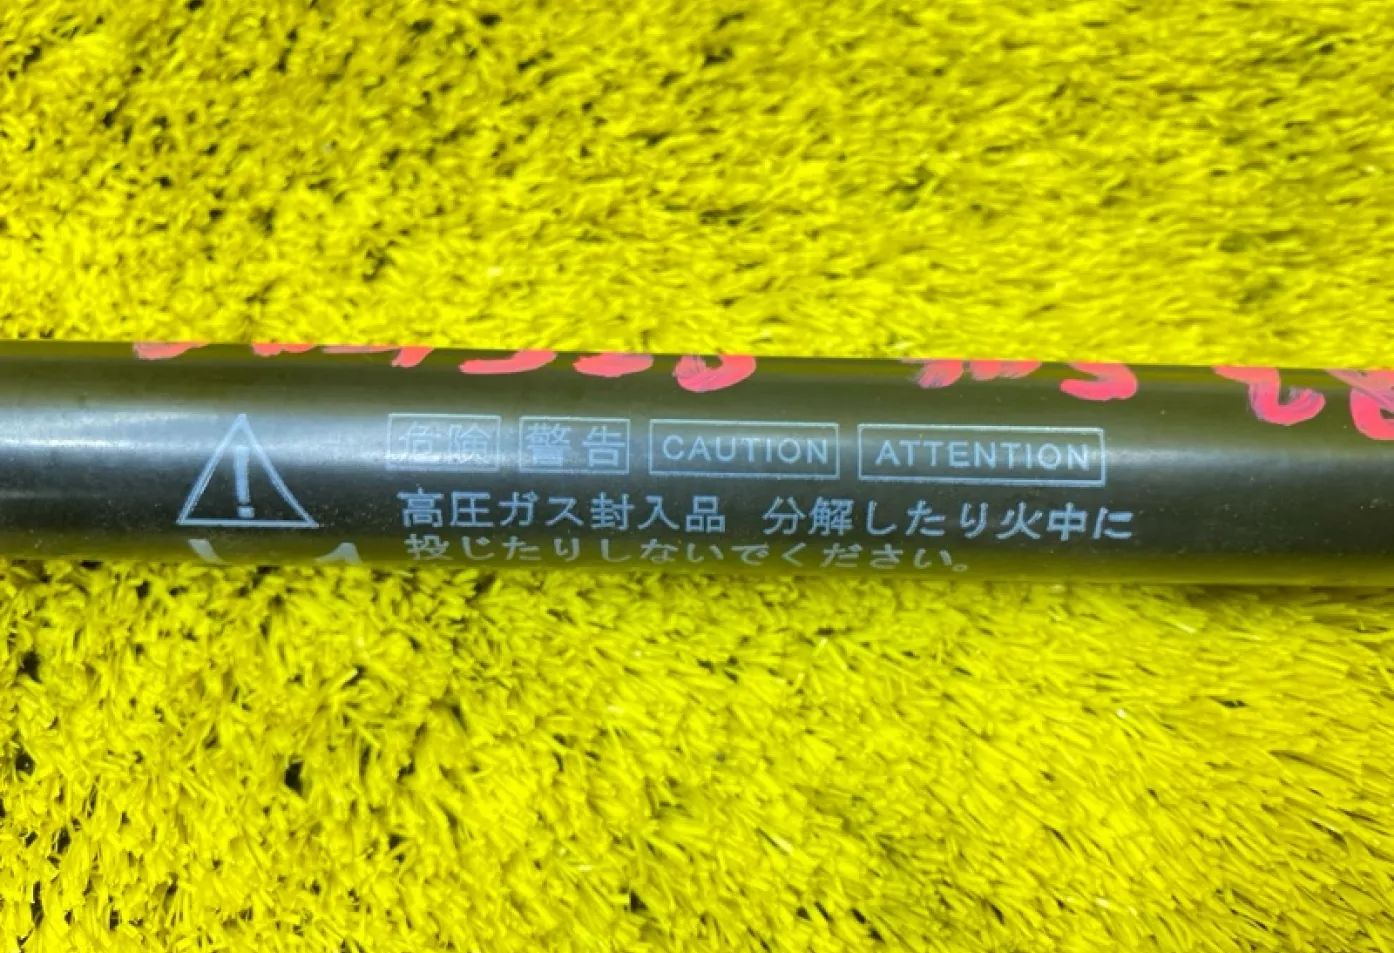 危険 警告 CAUTION ATTENTION
高圧ガス封入品 分解したり火中に
投じたりしないでください。